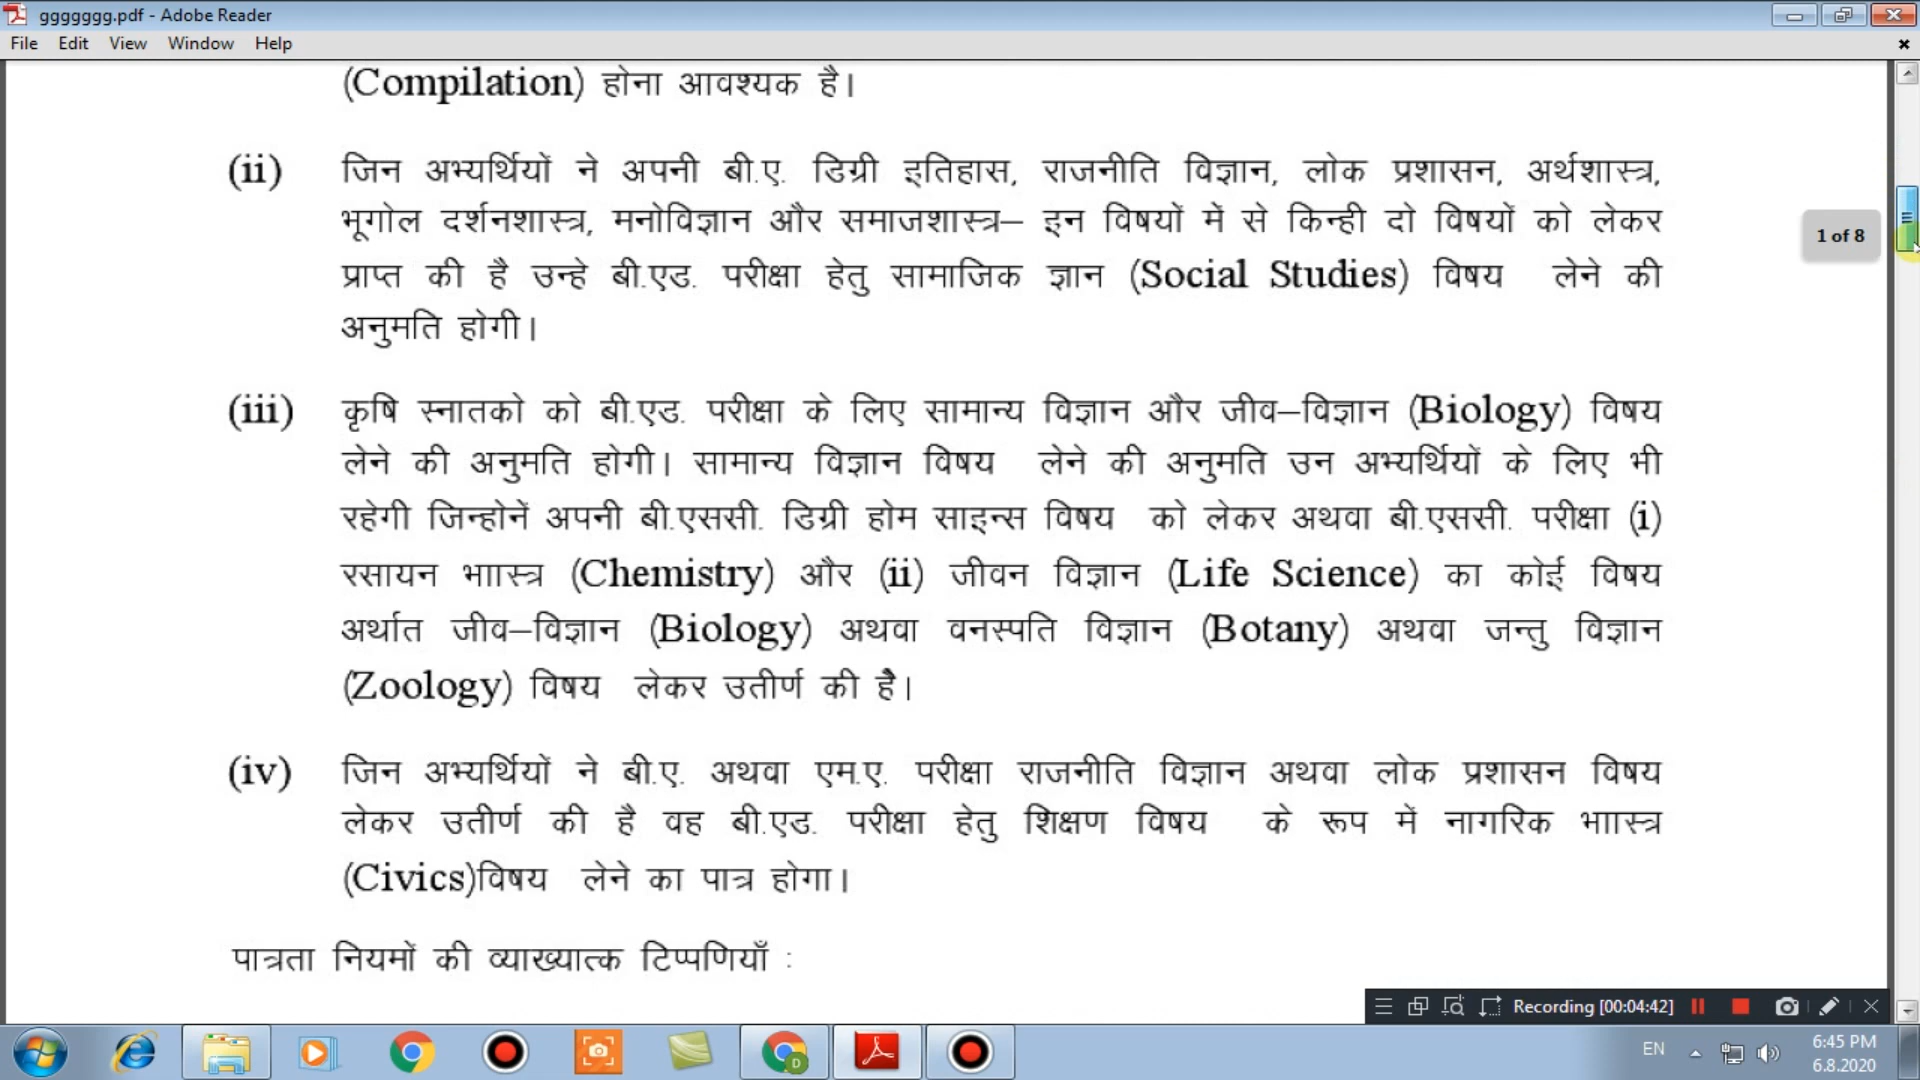 ggggggg.pdf - Adobe Reader
File Edit View Window Help
(Compilation) होना आवश्यक है।
(ii) जिन अभ्यर्थियों ने अपनी बी.ए. डिग्री इतिहास, राजनीति विज्ञान, लोक प्रशासन, अर्थशास्त्र,
भूगोल दर्शनशास्त्र, मनोविज्ञान और समाजशास्त्र– इन विषयों में से किन्ही दो विषयों को लेकर
प्राप्त की है उन्हे बी.एड. परीक्षा हेतु सामाजिक ज्ञान (Social Studies) विषय लेने की
अनुमति होगी।
1 of 8
(iii) कृषि स्नातको को बी.एड. परीक्षा के लिए सामान्य विज्ञान और जीव–विज्ञान (Biology) विषय
लेने की अनुमति होगी। सामान्य विज्ञान विषय लेने की अनुमति उन अभ्यर्थियों के लिए भी
रहेगी जिन्होनें अपनी बी.एससी. डिग्री होम साइन्स विषय को लेकर अथवा बी.एससी. परीक्षा (i)
रसायन भाास्त्र (Chemistry) और (ii) जीवन विज्ञान (Life Science) का कोई विषय
अर्थात जीव–विज्ञान (Biology) अथवा वनस्पति विज्ञान (Botany) अथवा जन्तु विज्ञान
(Zoology) विषय लेकर उतीर्ण की है।
(iv) जिन अभ्यर्थियों ने बी.ए. अथवा एम.ए. परीक्षा राजनीति विज्ञान अथवा लोक प्रशासन विषय
लेकर उतीर्ण की है वह बी.एड. परीक्षा हेतु शिक्षण विषय के रूप में नागरिक भाास्त्र
(Civics)विषय लेने का पात्र होगा।
पात्रता नियमों की व्याख्यात्क टिप्पणियाँ :
Recording [00:04:42]
EN
6:45 PM
6.8.2020